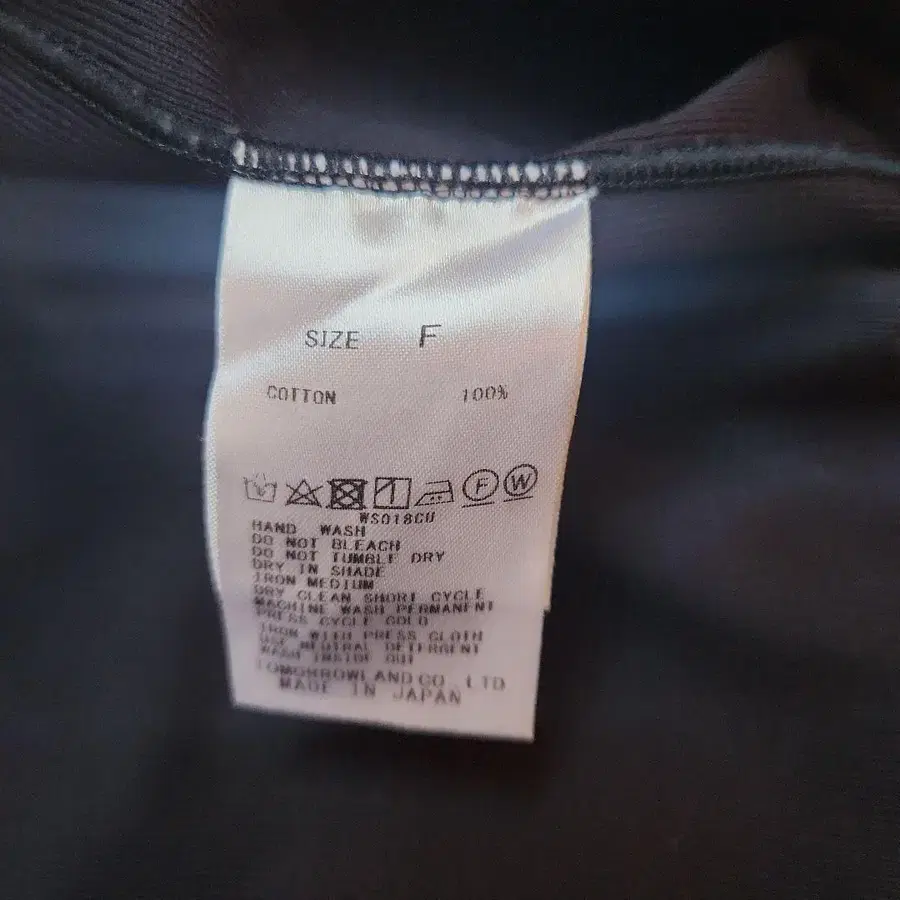 SIZE F
COTTON 100%
F W
WS018CU
HAND WASH
DO NOT BLEACH
DO NOT TUMBLE DRY
DRY IN SHADE
IRON MEDIUM
DRY CLEAN SHORT CYCLE
MACHINE WASH PERMANENT
PRESS CYCLE COLD
IRON WITH PRESS CLOTH
USE NEUTRAL DETERGENT
WASH INSIDE OUT
TOMORROWLAND CO., LTD
MADE IN JAPAN